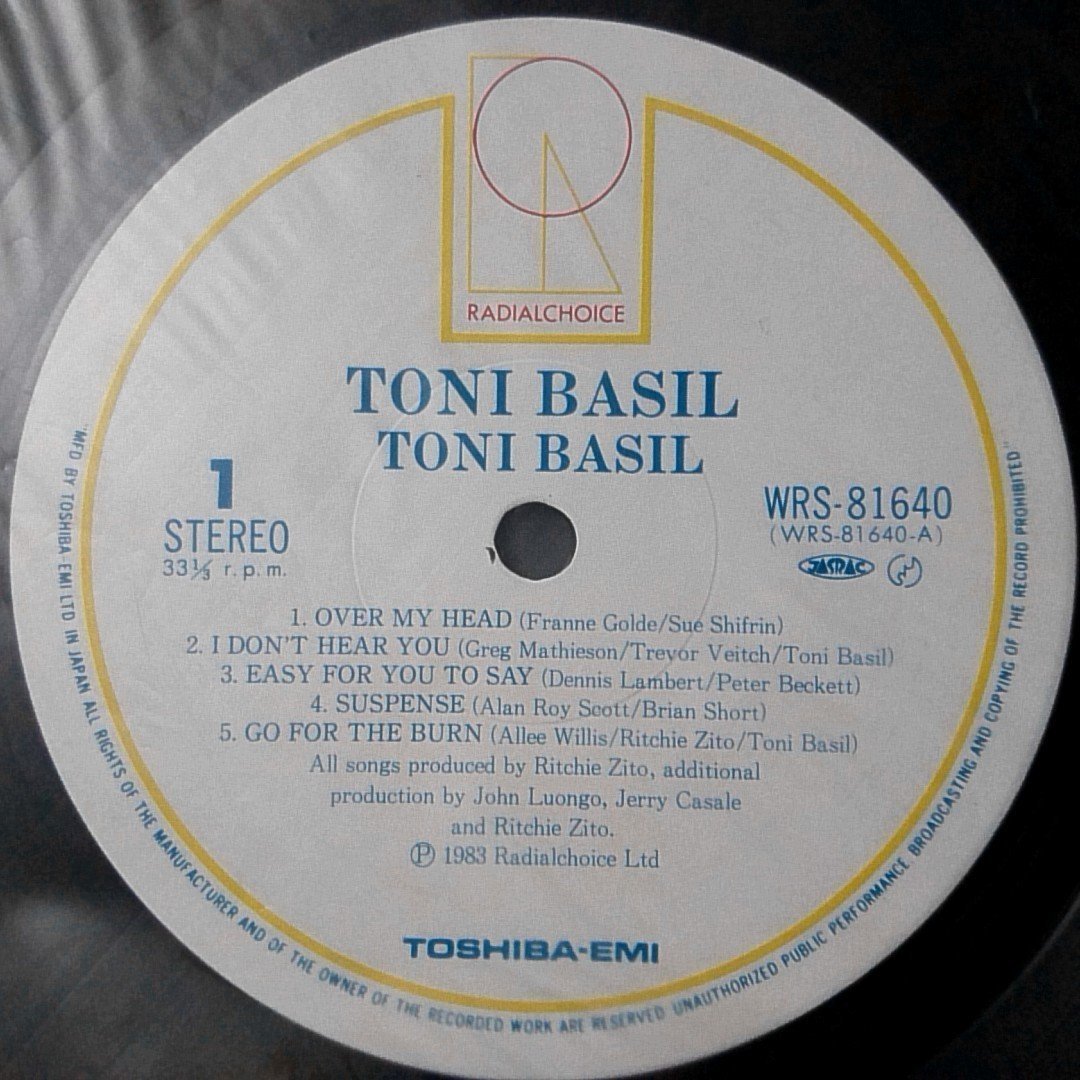 RADIALCHOICE
TONI BASIL
TONI BASIL
1
STEREO
33⅓ r.p.m.
WRS-81640
(WRS-81640-A)
JASRAC
1. OVER MY HEAD (Franne Golde/Sue Shifrin)
2. I DON'T HEAR YOU (Greg Mathieson/Trevor Veitch/Toni Basil)
3. EASY FOR YOU TO SAY (Dennis Lambert/Peter Beckett)
4. SUSPENSE (Alan Roy Scott/Brian Short)
5. GO FOR THE BURN (Allee Willis/Ritchie Zito/Toni Basil)
All songs produced by Ritchie Zito, additional
production by John Luongo, Jerry Casale
and Ritchie Zito.
Ⓟ 1983 Radialchoice Ltd
TOSHIBA-EMI
"MFD BY TOSHIBA-EMI LTD IN JAPAN ALL RIGHTS OF THE MANUFACTURER AND OF THE OWNER OF THE RECORDED WORK ARE RESERVED UNAUTHORIZED PUBLIC PERFORMANCE BROADCASTING AND COPYING OF THE RECORD PROHIBITED"